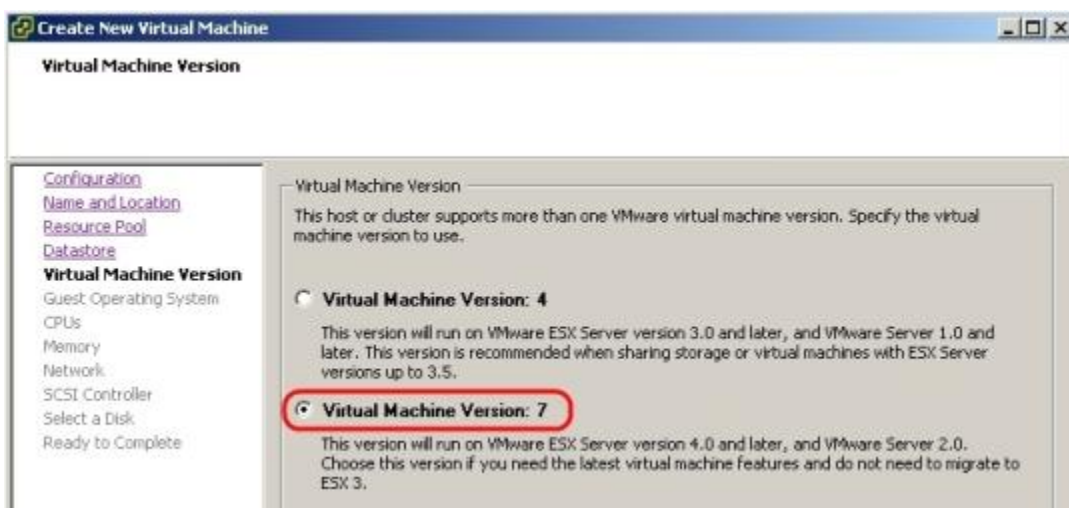 Create New Virtual Machine
Virtual Machine Version
Configuration
Name and Location
Resource Pool
Datastore
Virtual Machine Version
Guest Operating System
CPUs
Memory
Network
SCSI Controller
Select a Disk
Ready to Complete
Virtual Machine Version
This host or cluster supports more than one VMware virtual machine version. Specify the virtual
machine version to use.
Virtual Machine Version: 4
This version will run on VMware ESX Server version 3.0 and later, and VMware Server 1.0 and
later. This version is recommended when sharing storage or virtual machines with ESX Server
versions up to 3.5.
Virtual Machine Version: 7
This version will run on VMware ESX Server version 4.0 and later, and VMware Server 2.0.
Choose this version if you need the latest virtual machine features and do not need to migrate to
ESX 3.